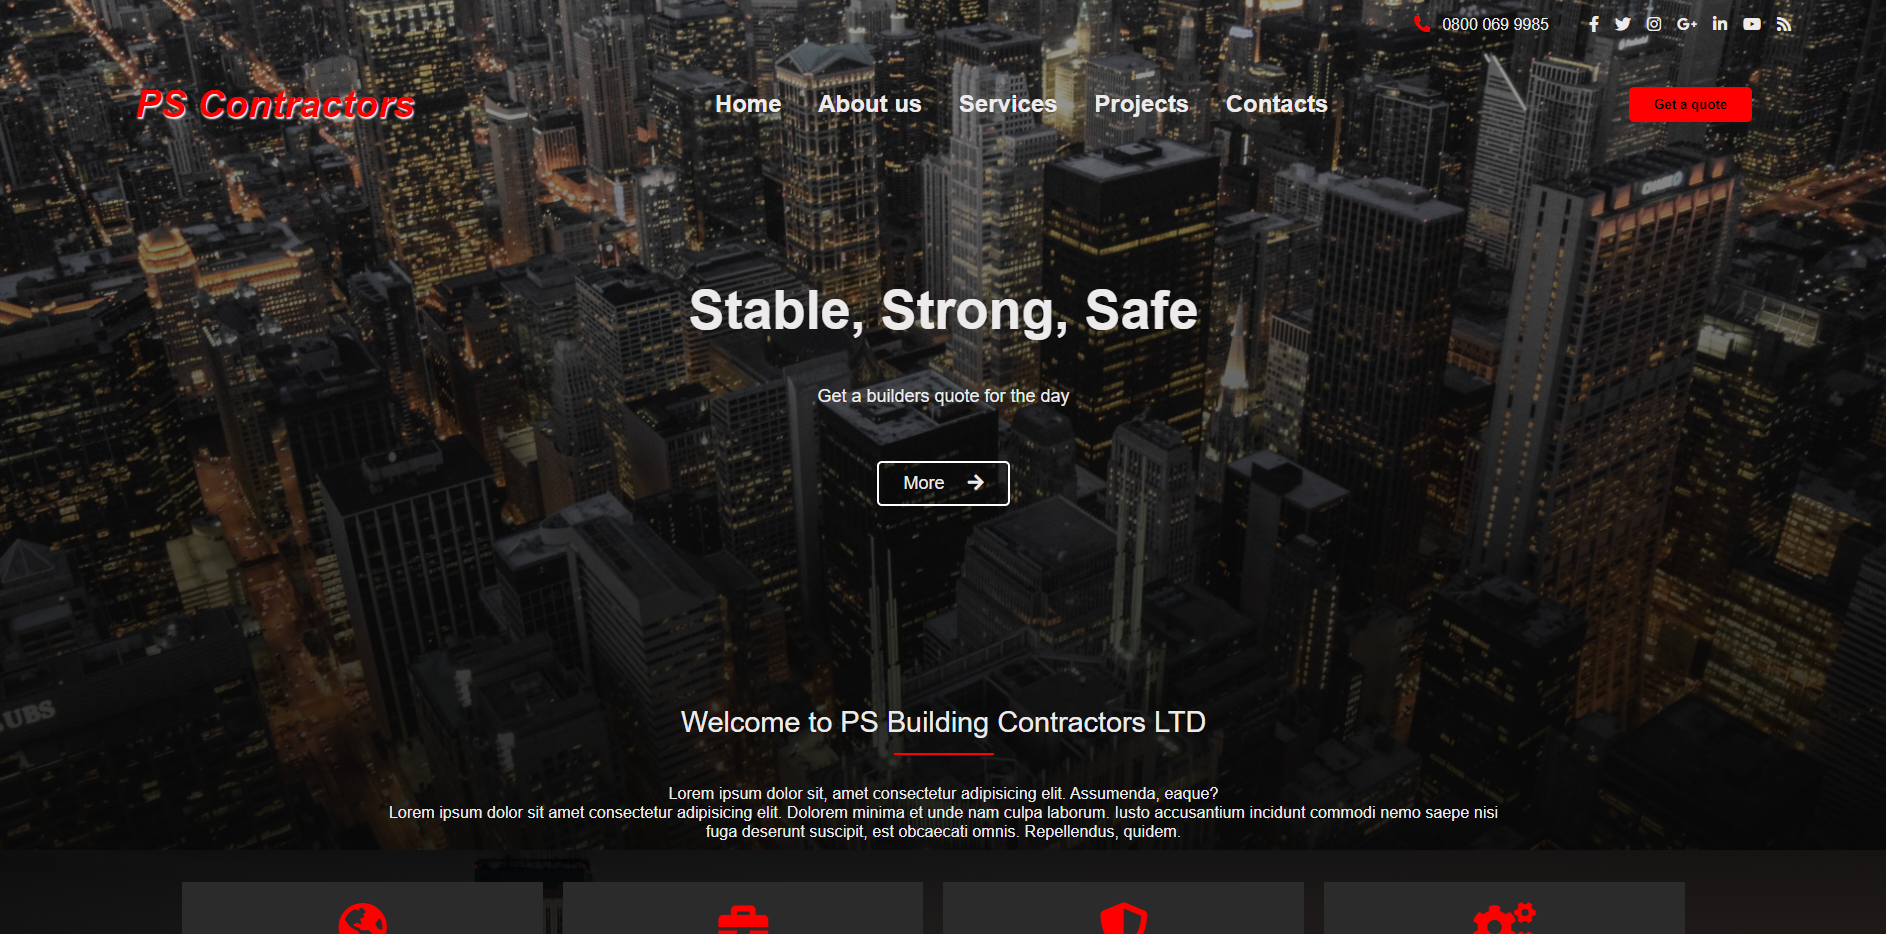 0800 069 9985
PS Contractors
Home About us Services Projects Contacts
Get a quote
Stable, Strong, Safe
Get a builders quote for the day
More
UBS
Welcome to PS Building Contractors LTD
Lorem ipsum dolor sit, amet consectetur adipisicing elit. Assumenda, eaque?
Lorem ipsum dolor sit amet consectetur adipisicing elit. Dolorem minima et unde nam culpa laborum. Iusto accusantium incidunt commodi nemo saepe nisi
fuga deserunt suscipit, est obcaecati omnis. Repellendus, quidem.